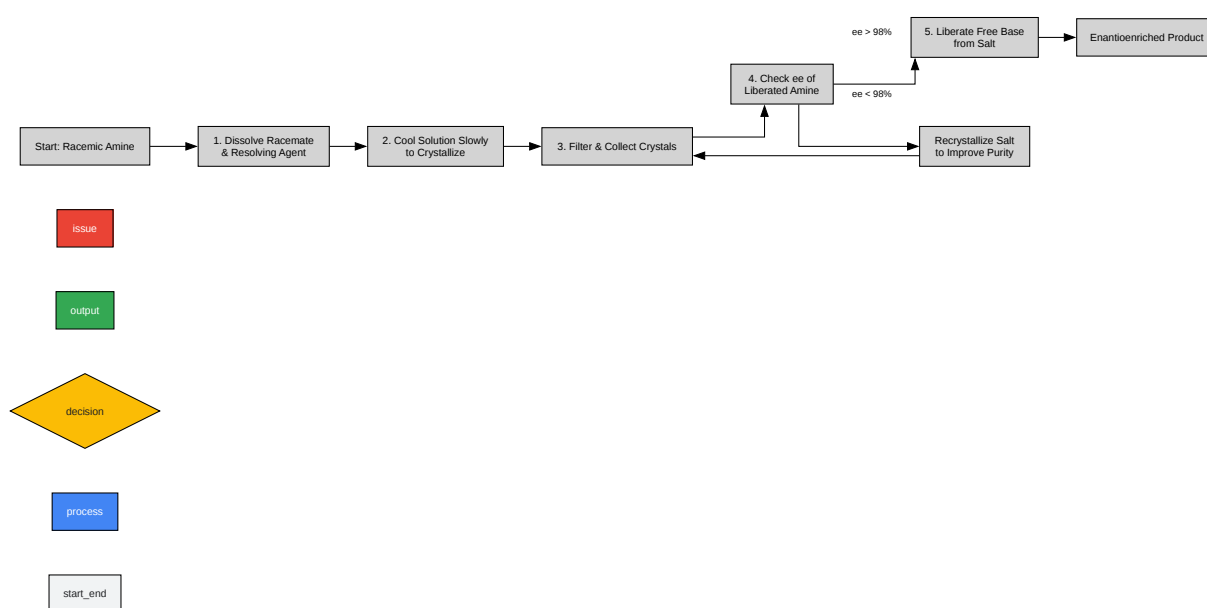 Start: Racemic Amine
1. Dissolve Racemate
& Resolving Agent
2. Cool Solution Slowly
to Crystallize
3. Filter & Collect Crystals
4. Check ee of
Liberated Amine
ee > 98%
ee < 98%
5. Liberate Free Base
from Salt
Enantioenriched Product
Recrystallize Salt
to Improve Purity
issue
output
decision
process
start_end